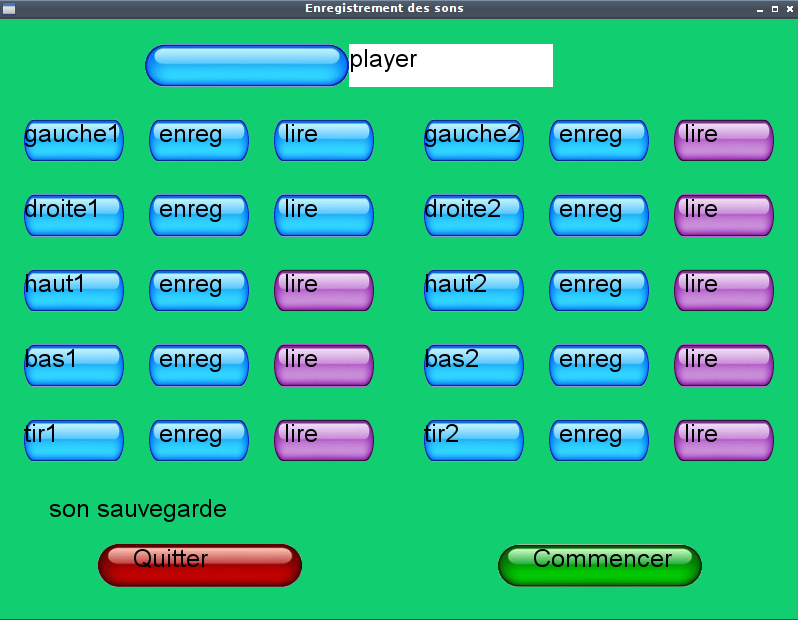 Enregistrement des sons
player
gauche1 enreg lire gauche2 enreg lire
droite1 enreg lire droite2 enreg lire
haut1 enreg lire haut2 enreg lire
bas1 enreg lire bas2 enreg lire
tir1 enreg lire tir2 enreg lire
son sauvegarde
Quitter Commencer